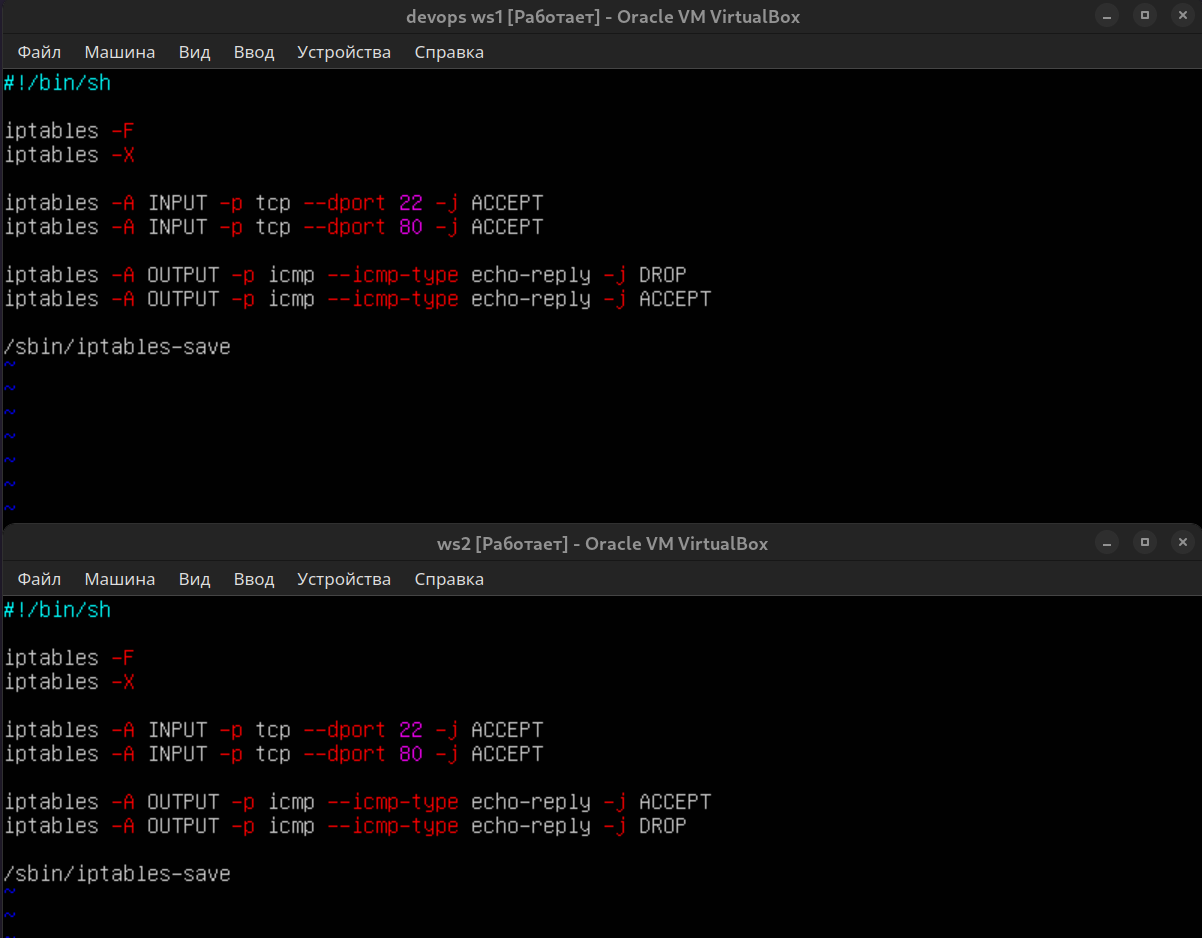 devops ws1 [Работает] - Oracle VM VirtualBox
Файл Машина Вид Ввод Устройства Справка
#!/bin/sh
iptables -F
iptables -X
iptables -A INPUT -p tcp --dport 22 -j ACCEPT
iptables -A INPUT -p tcp --dport 80 -j ACCEPT
iptables -A OUTPUT -p icmp --icmp-type echo-reply -j DROP
iptables -A OUTPUT -p icmp --icmp-type echo-reply -j ACCEPT
/sbin/iptables-save
~
~
~
~
~
~
~
ws2 [Работает] - Oracle VM VirtualBox
Файл Машина Вид Ввод Устройства Справка
#!/bin/sh
iptables -F
iptables -X
iptables -A INPUT -p tcp --dport 22 -j ACCEPT
iptables -A INPUT -p tcp --dport 80 -j ACCEPT
iptables -A OUTPUT -p icmp --icmp-type echo-reply -j ACCEPT
iptables -A OUTPUT -p icmp --icmp-type echo-reply -j DROP
/sbin/iptables-save
~
~
~